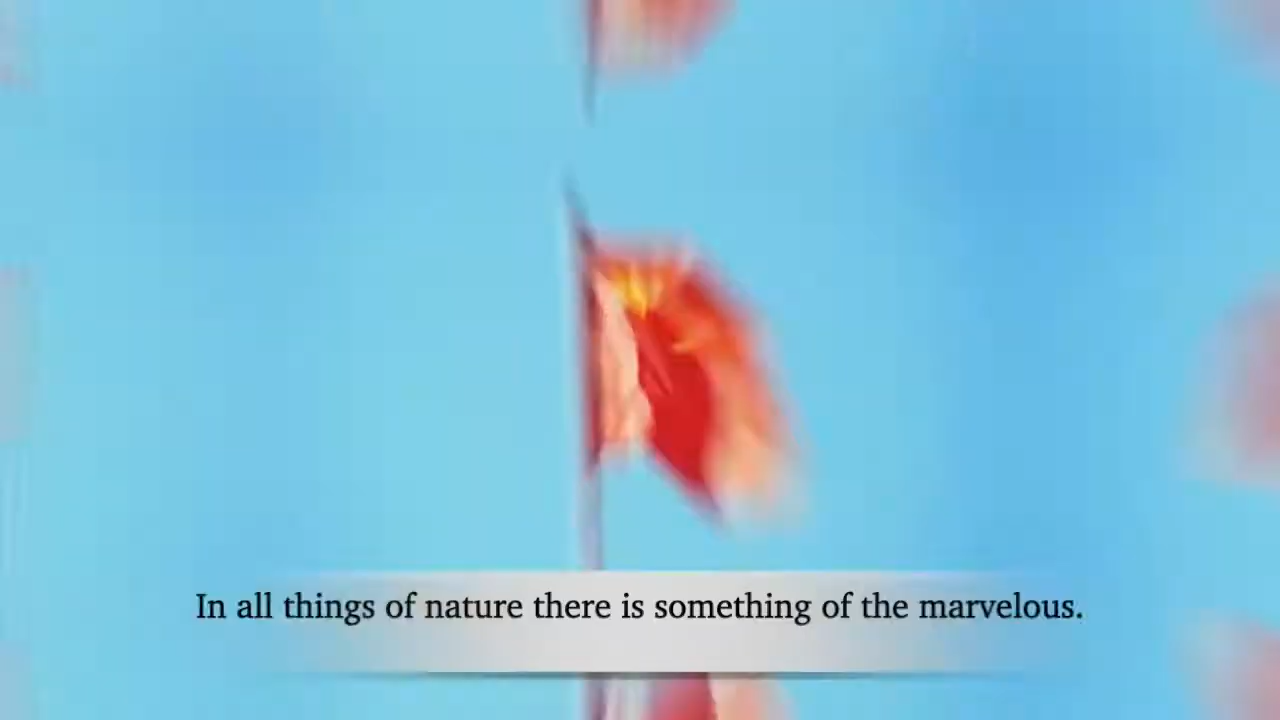 In all things of nature there is something of the marvelous.